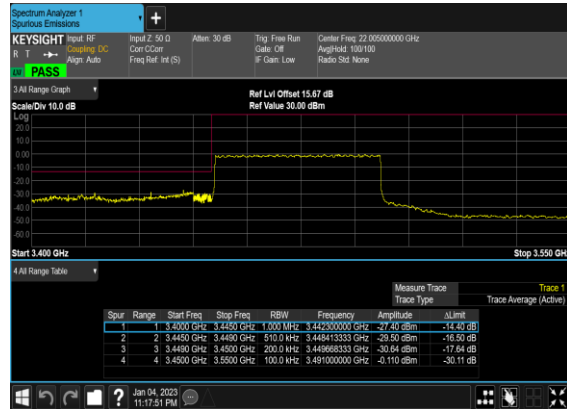 Spectrum Analyzer 1
Spurious Emissions
KEYSIGHT Input: RF Input Z: 50 Ω Atten: 30 dB Trig: Free Run Center Freq: 22.005000000 GHz
R T Coupling: DC Corr CCorr Gate: Off Avg|Hold: 100/100
Align: Auto Freq Ref: Int (S) IF Gain: Low Radio Std: None
PASS
3 All Range Graph
Ref Lvl Offset 15.67 dB
Scale/Div 10.0 dB Ref Value 30.00 dBm
Log
20.0
10.0
0.00
-10.0
-20.0
-30.0
-40.0
-50.0
-60.0
Start 3.400 GHz Stop 3.550 GH
4 All Range Table
Measure Trace Trace 1
Trace Type Trace Average (Active)
Spur Range Start Freq Stop Freq RBW Frequency Amplitude ΔLimit
1 1 3.4000 GHz 3.4450 GHz 1.000 MHz 3.442300000 GHz -27.40 dBm -14.40 dB
2 2 3.4450 GHz 3.4490 GHz 510.0 kHz 3.448413333 GHz -29.50 dBm -16.50 dB
3 3 3.4490 GHz 3.4500 GHz 200.0 kHz 3.449668333 GHz -30.64 dBm -17.64 dB
4 4 3.4500 GHz 3.5500 GHz 100.0 kHz 3.491000000 GHz -0.110 dBm -30.11 dB
Jan 04, 2023
11:17:51 PM